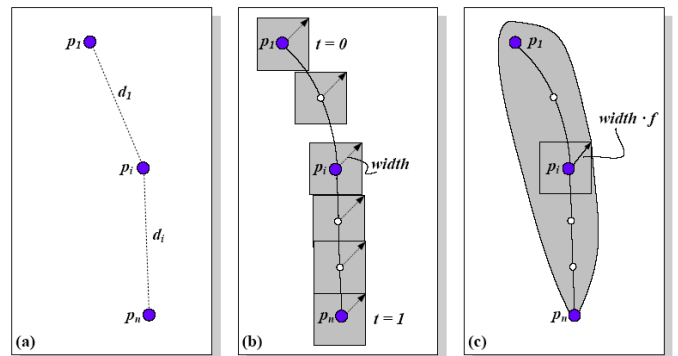 p1
d1
pi
di
pn
(a)
p1
t = 0
pi
width
pn
t = 1
(b)
p1
width · f
pi
pn
(c)